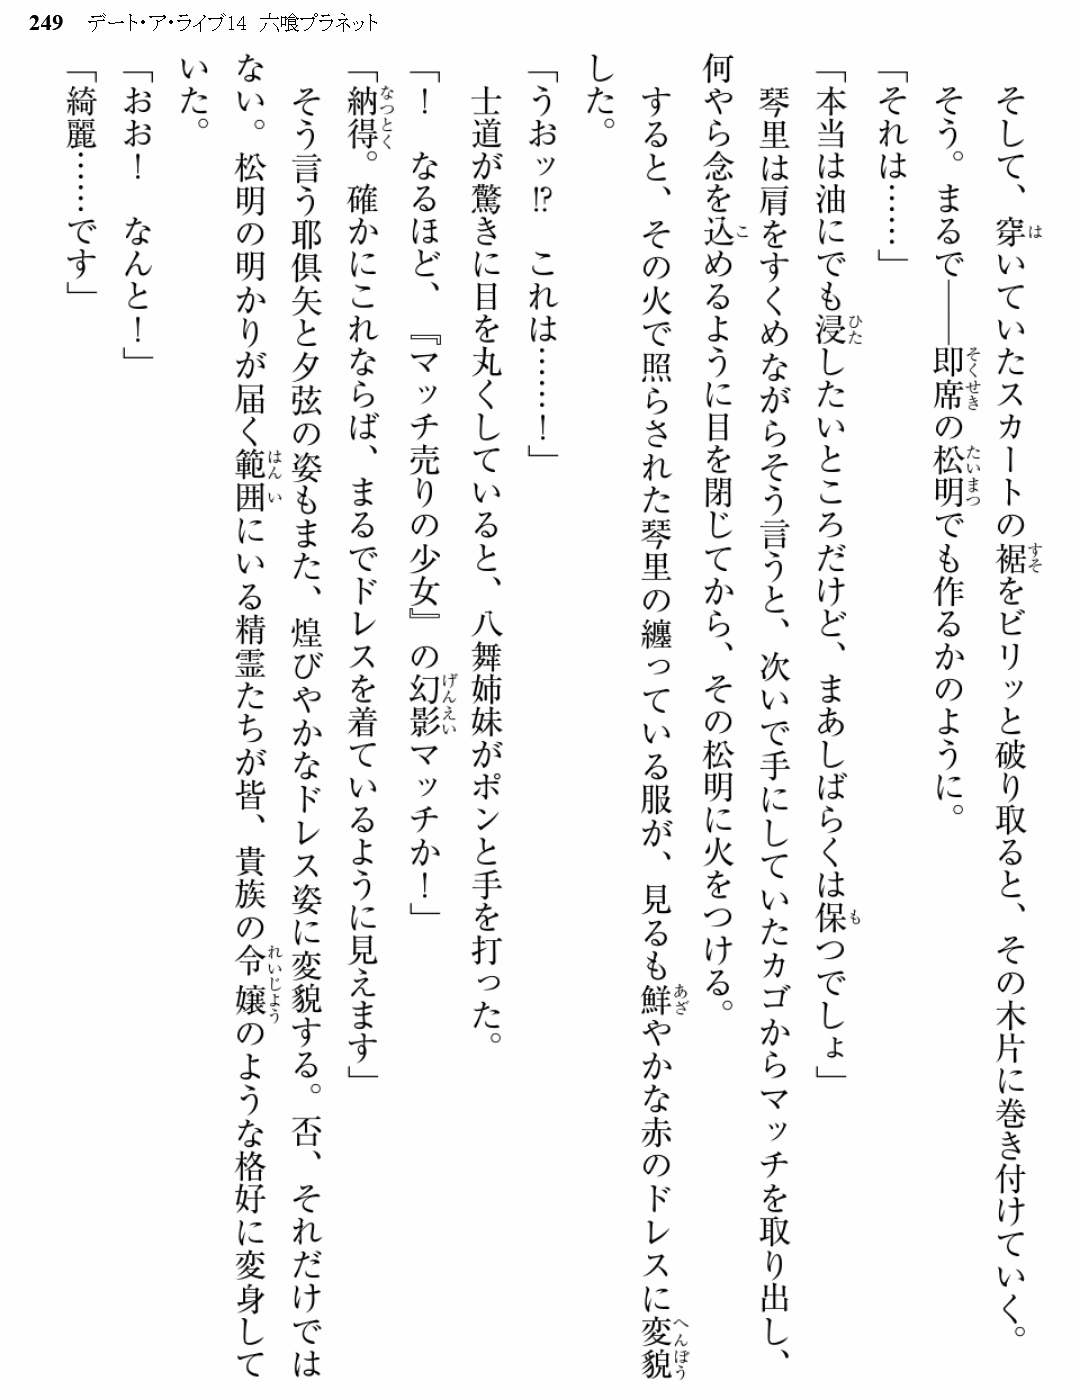 249 デート・ア・ライブ14 六喰プラネット
　そして、穿いていたスカートの裾をビリッと破り取ると、その木片に巻き付けていく。
　そう。まるで――即席の松明でも作るかのように。
「それは……」
「本当は油にでも浸したいところだけど、まあしばらくは保つでしょ」
　琴里は肩をすくめながらそう言うと、次いで手にしていたカゴからマッチを取り出し、
何やら念を込めるように目を閉じてから、その松明に火をつける。
　すると、その火で照らされた琴里の纏っている服が、見るも鮮やかな赤のドレスに変貌
した。
「うおッ!?　これは……！」
　士道が驚きに目を丸くしていると、八舞姉妹がポンと手を打った。
「！　なるほど、『マッチ売りの少女』の幻影マッチか！」
「納得。確かにこれならば、まるでドレスを着ているように見えます」
　そう言う耶倶矢と夕弦の姿もまた、煌びやかなドレス姿に変貌する。否、それだけでは
ない。松明の明かりが届く範囲にいる精霊たちが皆、貴族の令嬢のような格好に変身して
いた。
「おお！　なんと！」
「綺麗……です」